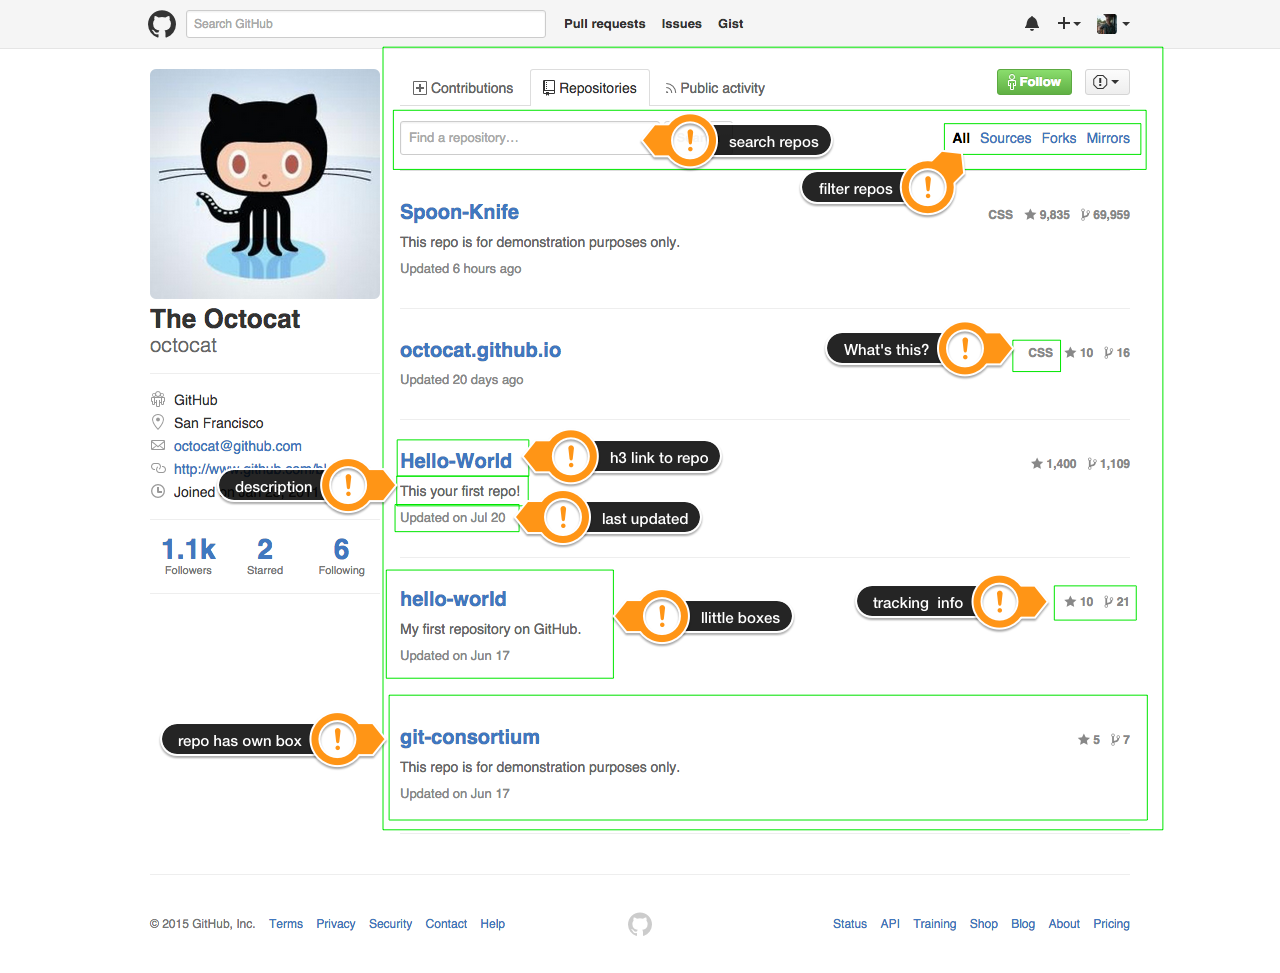 Search GitHub
Pull requests Issues Gist
Contributions Repositories Public activity
Follow
Find a repository...
search repos
All Sources Forks Mirrors
filter repos
Spoon-Knife
CSS 9,835 69,959
This repo is for demonstration purposes only.
Updated 6 hours ago
The Octocat
octocat
octocat.github.io
What's this?
CSS 10 16
Updated 20 days ago
GitHub
San Francisco
octocat@github.com
http://www.github.com/bl
Joined
Hello-World
h3 link to repo
1,400 1,109
description
This your first repo!
Updated on Jul 20
last updated
1.1k 2 6
Followers Starred Following
hello-world
tracking info
10 21
My first repository on GitHub.
llittle boxes
Updated on Jun 17
repo has own box
git-consortium
5 7
This repo is for demonstration purposes only.
Updated on Jun 17
© 2015 GitHub, Inc. Terms Privacy Security Contact Help
Status API Training Shop Blog About Pricing